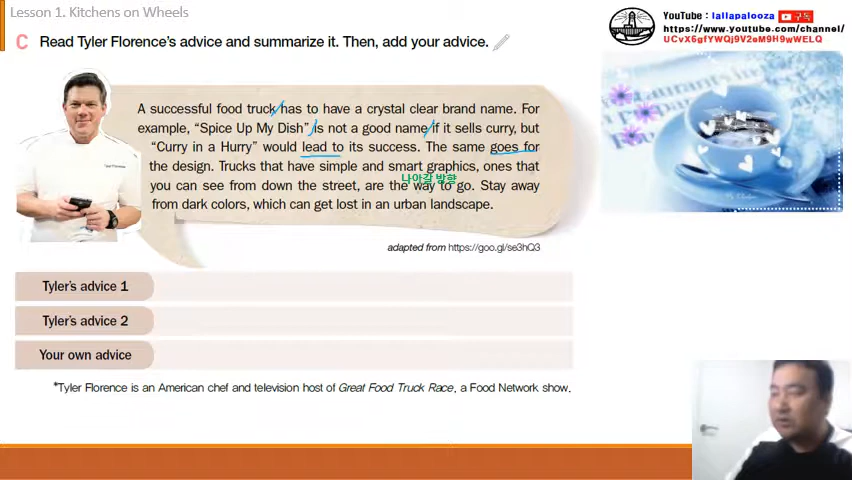 Lesson 1. Kitchens on Wheels
YouTube : lallapalooza 구독
https://www.youtube.com/channel/
UCvX6gfYWQj9V2eM9H9wWELQ
C Read Tyler Florence's advice and summarize it. Then, add your advice.
A successful food truck has to have a crystal clear brand name. For
example, “Spice Up My Dish” is not a good name if it sells curry, but
“Curry in a Hurry” would lead to its success. The same goes for
the design. Trucks that have simple and smart graphics, ones that
나아갈 방향
you can see from down the street, are the way to go. Stay away
from dark colors, which can get lost in an urban landscape.
adapted from https://goo.gl/se3hQ3
Tyler's advice 1
Tyler's advice 2
Your own advice
*Tyler Florence is an American chef and television host of Great Food Truck Race, a Food Network show.